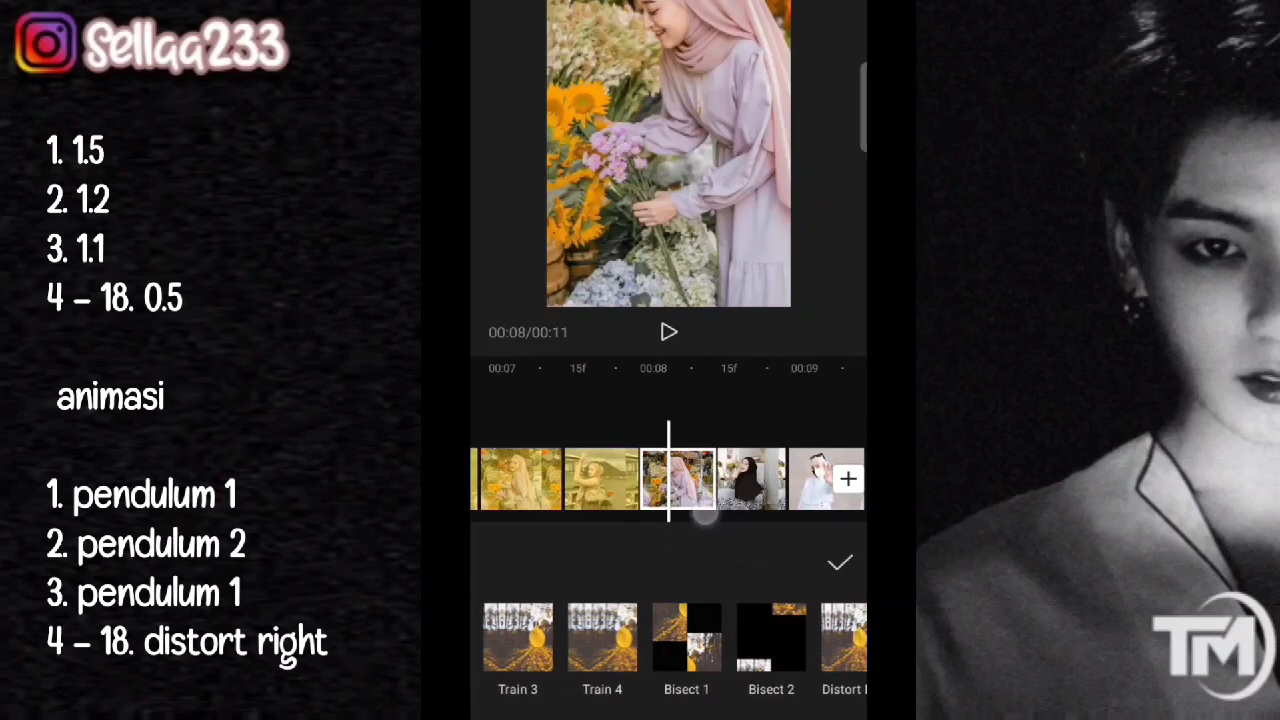 Sellaa233
1. 1.5
2. 1.2
3. 1.1
4 – 18. 0.5
animasi
1. pendulum 1
2. pendulum 2
3. pendulum 1
4 – 18. distort right
00:08/00:11
00:07 15f 00:08 15f 00:09
Train 3
Train 4
Bisect 1
Bisect 2
Distort
TM